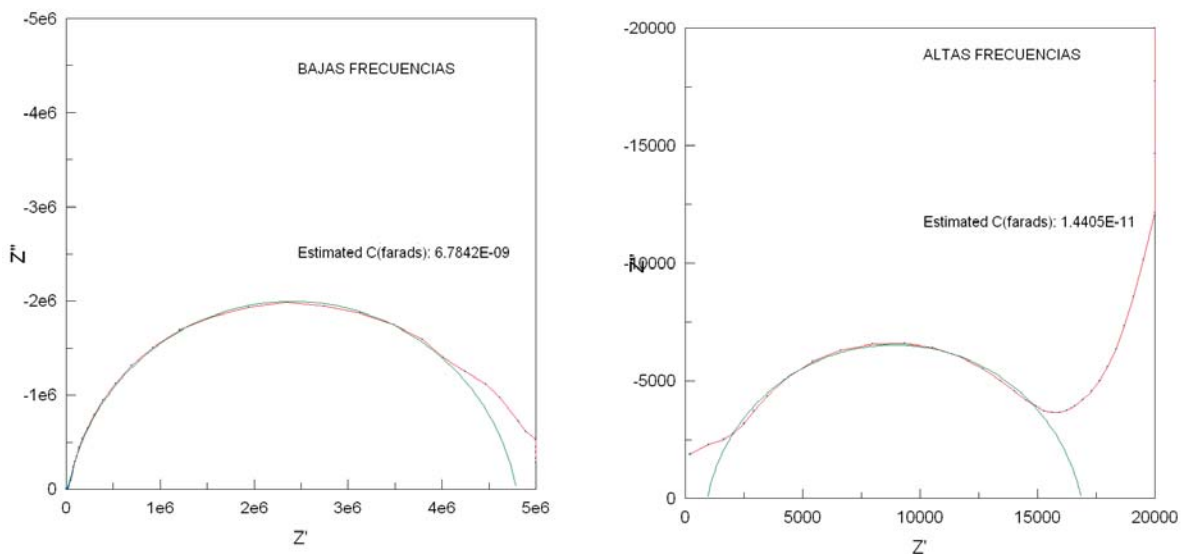 -5e6
BAJAS FRECUENCIAS
-4e6
-3e6
Z''
Estimated C(farads): 6.7842E-09
-2e6
-1e6
0
0 1e6 2e6 3e6 4e6 5e6
Z'
-20000
ALTAS FRECUENCIAS
-15000
Estimated C(farads): 1.4405E-11
Z''
-10000
-5000
0
0 5000 10000 15000 20000
Z'